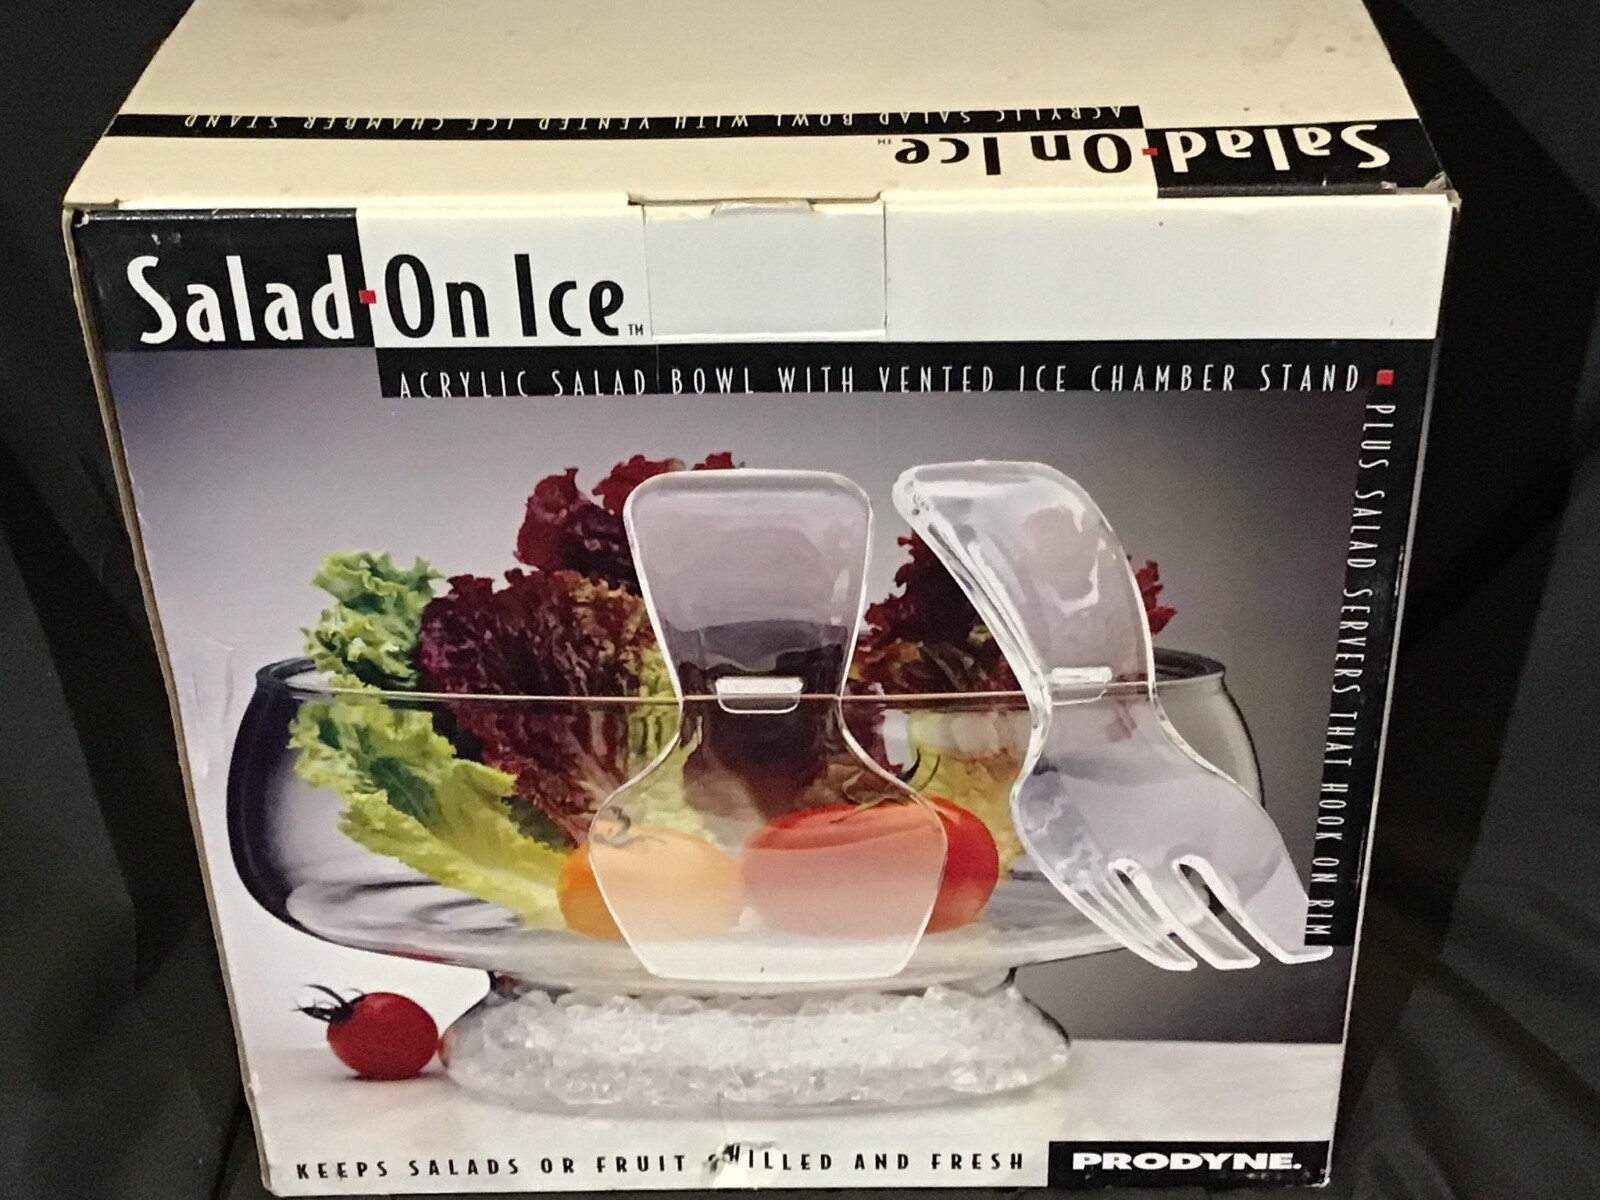 ACRYLIC SALAD BOWL WITH VENTED ICE CHAMBER STAND
Salad·On Ice™
Salad·On Ice™
ACRYLIC SALAD BOWL WITH VENTED ICE CHAMBER STAND
PLUS SALAD SERVERS THAT HOOK ON RIM
KEEPS SALADS OR FRUIT CHILLED AND FRESH
PRODYNE.